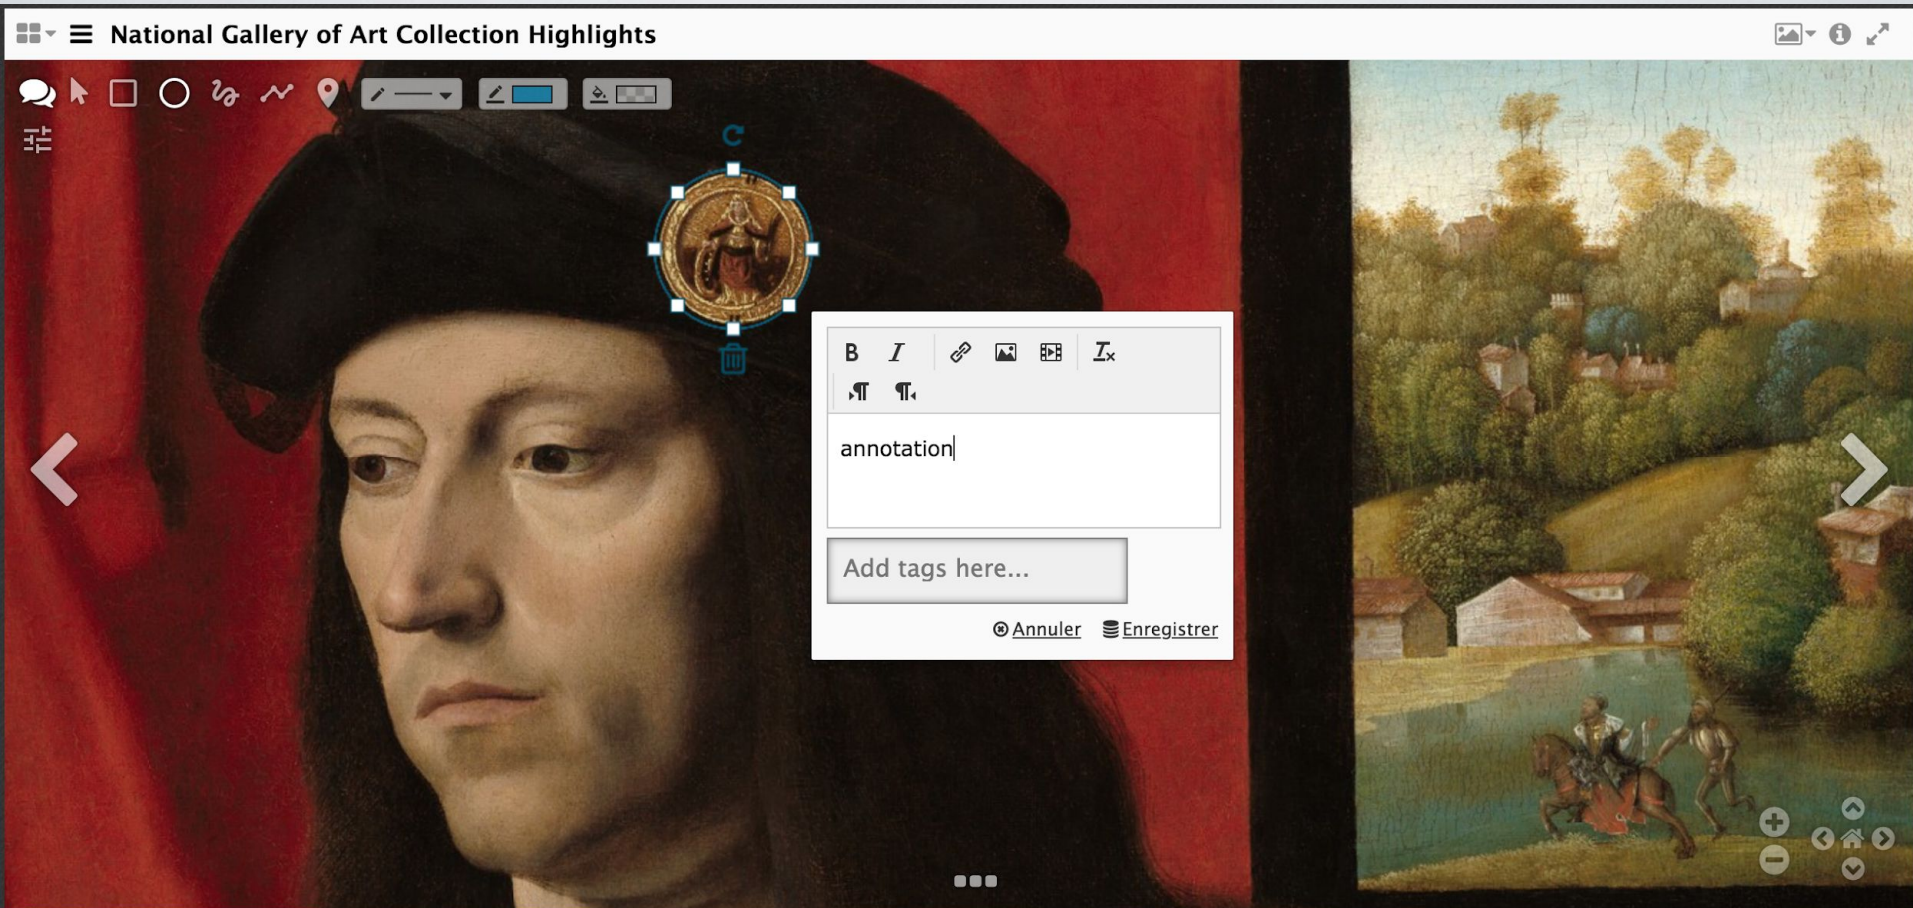 National Gallery of Art Collection Highlights
annotation
Add tags here...
Annuler Enregistrer